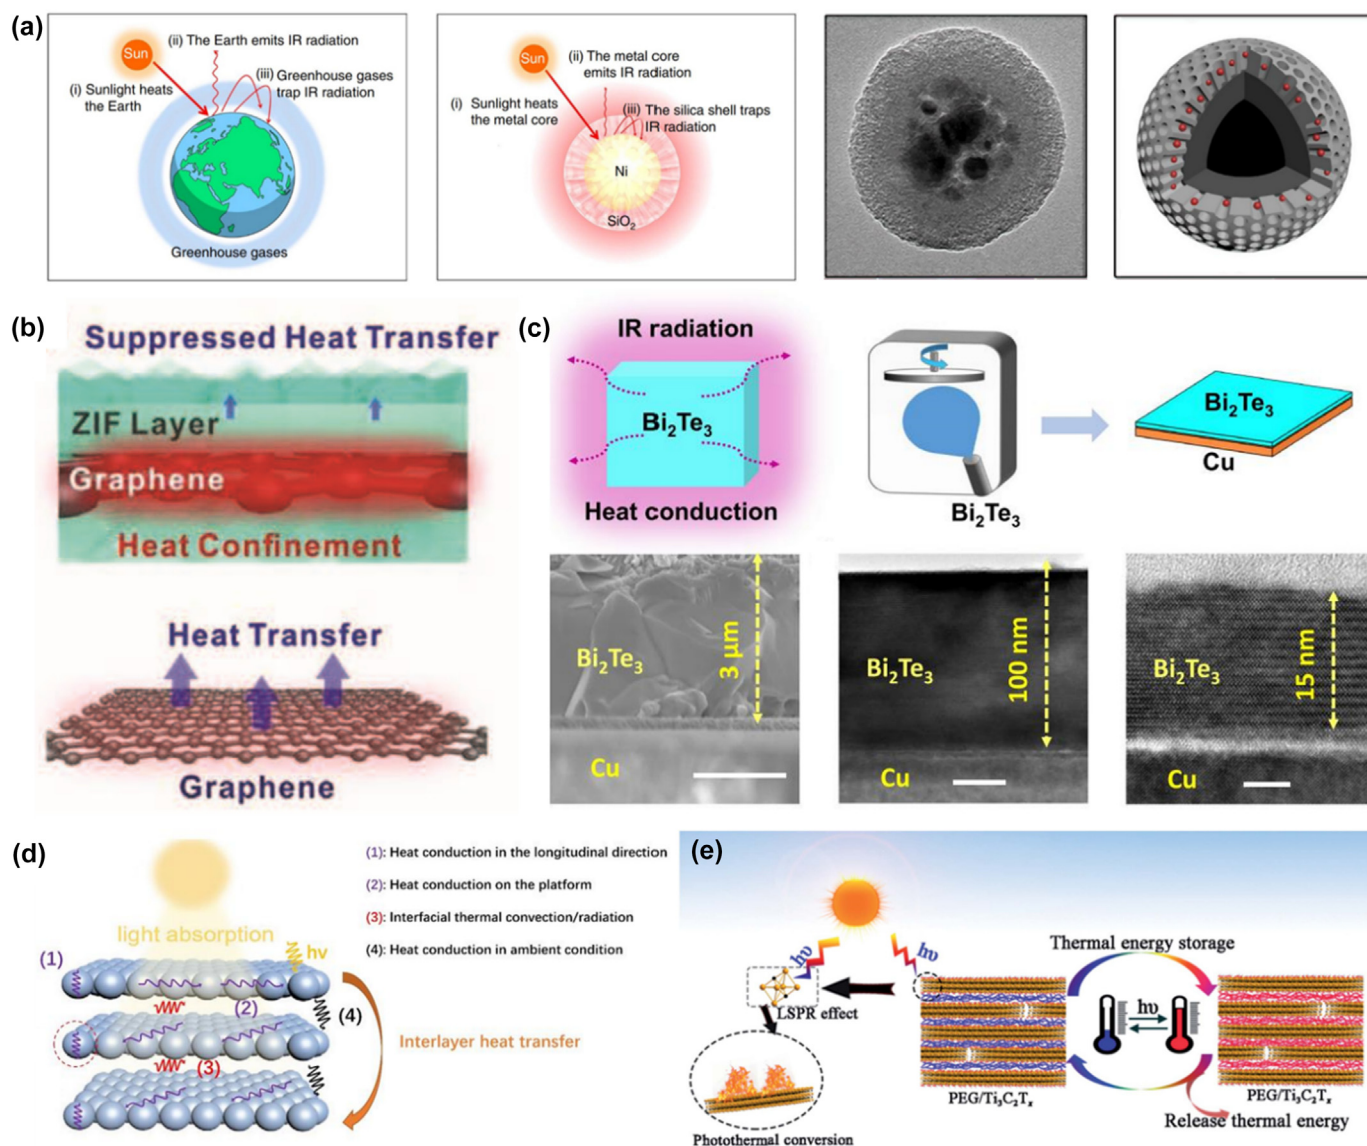 (a)
Sun
(ii) The Earth emits IR radiation
(iii) Greenhouse gases
trap IR radiation
(i) Sunlight heats
the Earth
Greenhouse gases
Sun
(ii) The metal core
emits IR radiation
(i) Sunlight heats
the metal core
(iii) The silica shell traps
IR radiation
Ni
SiO₂
(b)
Suppressed Heat Transfer
ZIF Layer
Graphene
Heat Confinement
Heat Transfer
Graphene
(c)
IR radiation
Bi₂Te₃
Heat conduction
Bi₂Te₃
Bi₂Te₃
Cu
Bi₂Te₃
3 μm
Cu
Bi₂Te₃
100 nm
Cu
Bi₂Te₃
15 nm
Cu
(d)
light absorption
hν
(1)
(2)
(3)
(4)
(1): Heat conduction in the longitudinal direction
(2): Heat conduction on the platform
(3): Interfacial thermal convection/radiation
(4): Heat conduction in ambient condition
Interlayer heat transfer
(e)
hυ
hυ
LSPR effect
Photothermal conversion
Thermal energy storage
hυ
PEG/Ti₃C₂Tₓ
PEG/Ti₃C₂Tₓ
Release thermal energy